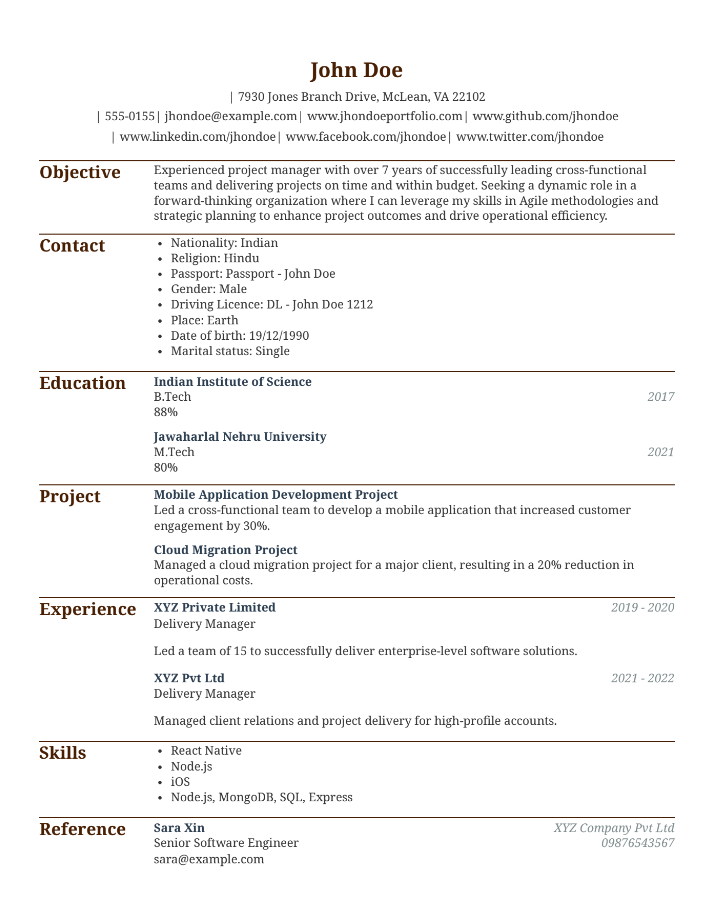 John Doe
| 7930 Jones Branch Drive, McLean, VA 22102
| 555-0155| jhondoe@example.com| www.jhondoeportfolio.com| www.github.com/jhondoe
| www.linkedin.com/jhondoe| www.facebook.com/jhondoe| www.twitter.com/jhondoe
Objective
Experienced project manager with over 7 years of successfully leading cross-functional
teams and delivering projects on time and within budget. Seeking a dynamic role in a
forward-thinking organization where I can leverage my skills in Agile methodologies and
strategic planning to enhance project outcomes and drive operational efficiency.
Contact
• Nationality: Indian
• Religion: Hindu
• Passport: Passport - John Doe
• Gender: Male
• Driving Licence: DL - John Doe 1212
• Place: Earth
• Date of birth: 19/12/1990
• Marital status: Single
Education
Indian Institute of Science
B.Tech 2017
88%
Jawaharlal Nehru University
M.Tech 2021
80%
Project
Mobile Application Development Project
Led a cross-functional team to develop a mobile application that increased customer
engagement by 30%.
Cloud Migration Project
Managed a cloud migration project for a major client, resulting in a 20% reduction in
operational costs.
Experience
XYZ Private Limited 2019 - 2020
Delivery Manager
Led a team of 15 to successfully deliver enterprise-level software solutions.
XYZ Pvt Ltd 2021 - 2022
Delivery Manager
Managed client relations and project delivery for high-profile accounts.
Skills
• React Native
• Node.js
• iOS
• Node.js, MongoDB, SQL, Express
Reference
Sara Xin XYZ Company Pvt Ltd
Senior Software Engineer 09876543567
sara@example.com